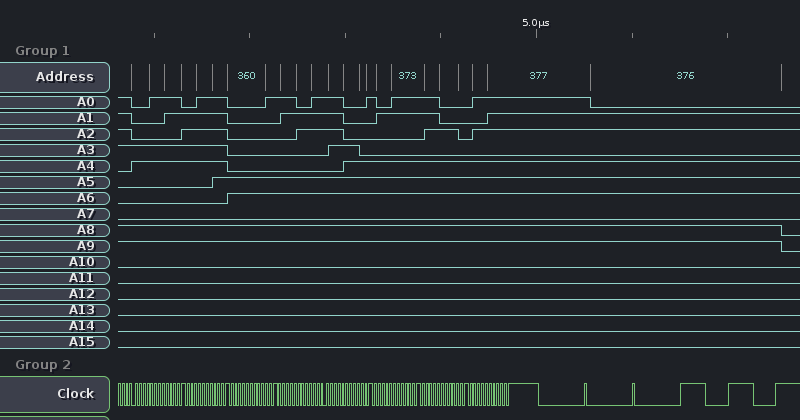 5.0µs
Group 1
Address 360 373 377 376
A0
A1
A2
A3
A4
A5
A6
A7
A8
A9
A10
A11
A12
A13
A14
A15
Group 2
Clock